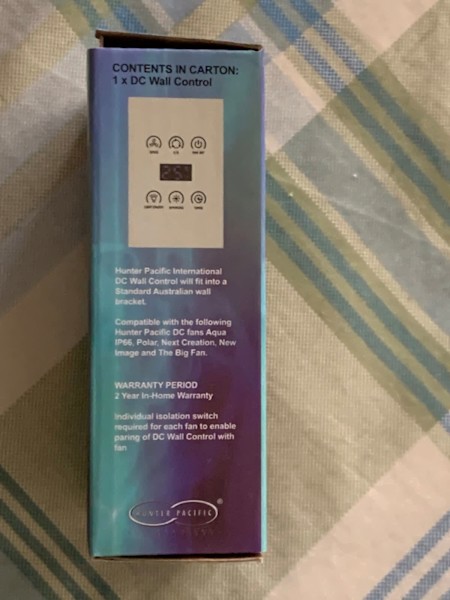 CONTENTS IN CARTON:
1 x DC Wall Control
25°
Hunter Pacific International
DC Wall Control will fit into a
Standard Australian wall
bracket.
Compatible with the following
Hunter Pacific DC fans Aqua
IP66, Polar, Next Creation, New
Image and The Big Fan.
WARRANTY PERIOD
2 Year In-Home Warranty
Individual isolation switch
required for each fan to enable
paring of DC Wall Control with
fan
HUNTER PACIFIC ®